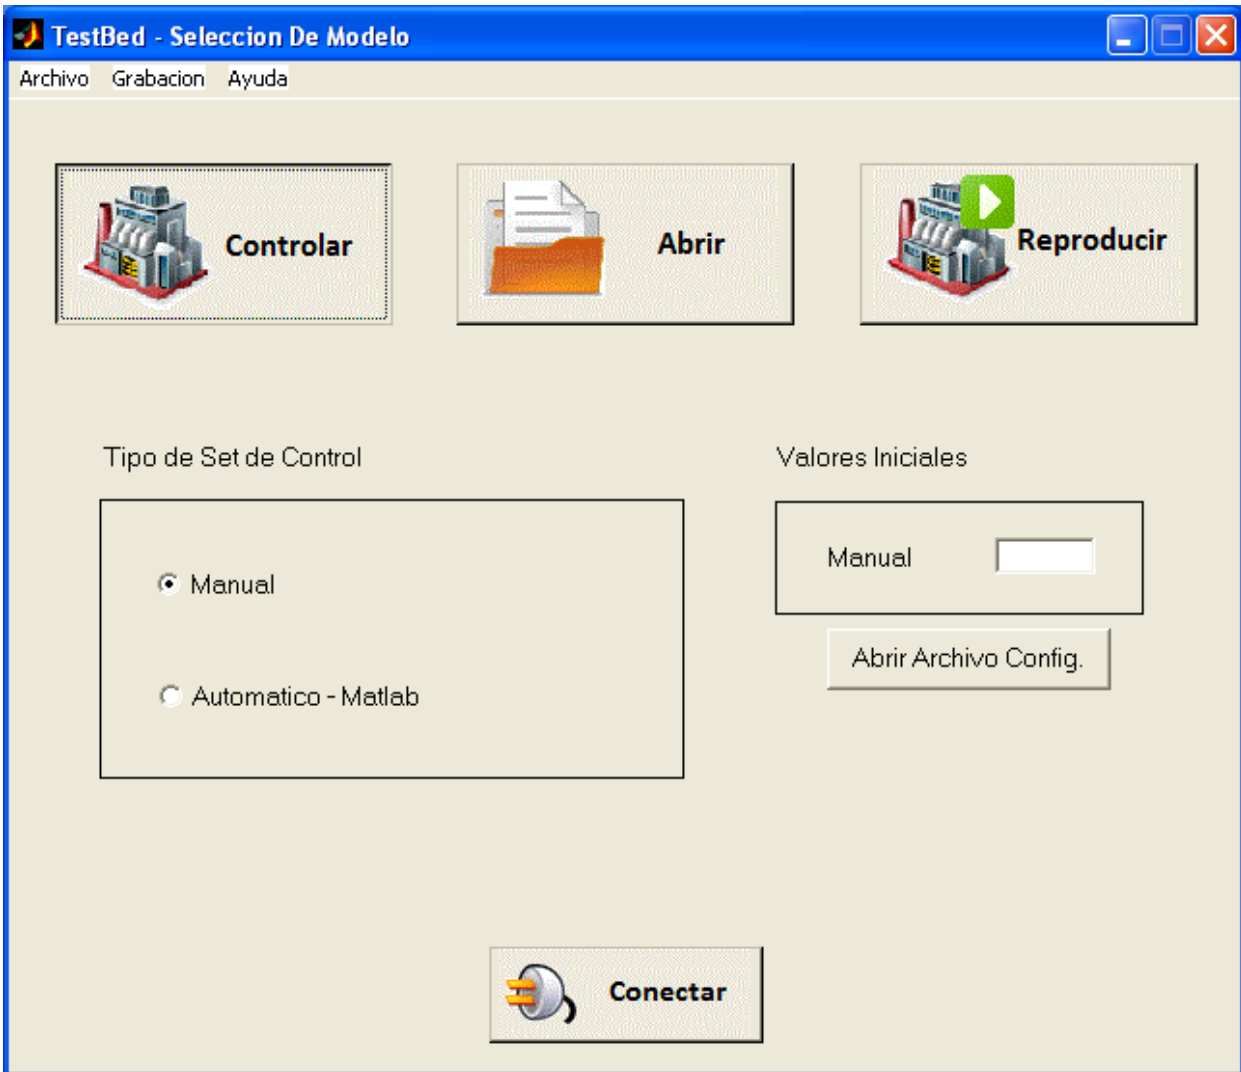 TestBed - Seleccion De Modelo
Archivo Grabacion Ayuda
Controlar
Abrir
Reproducir
Tipo de Set de Control
Valores Iniciales
Manual
Manual
Abrir Archivo Config.
Automatico - Matlab
Conectar